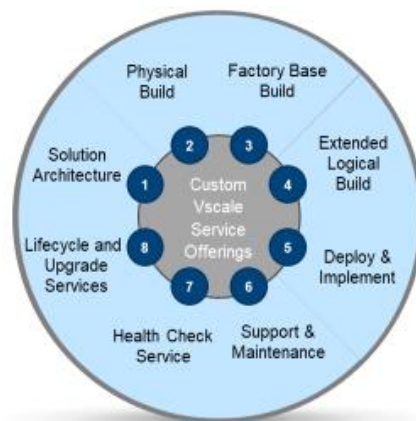 Physical
Build
Factory Base
Build
Solution
Architecture
Extended
Logical
Build
2
3
1
4
Custom
Vscale
Service
Offerings
8
5
7
6
Lifecycle and
Upgrade
Services
Deploy &
Implement
Health Check
Service
Support &
Maintenance